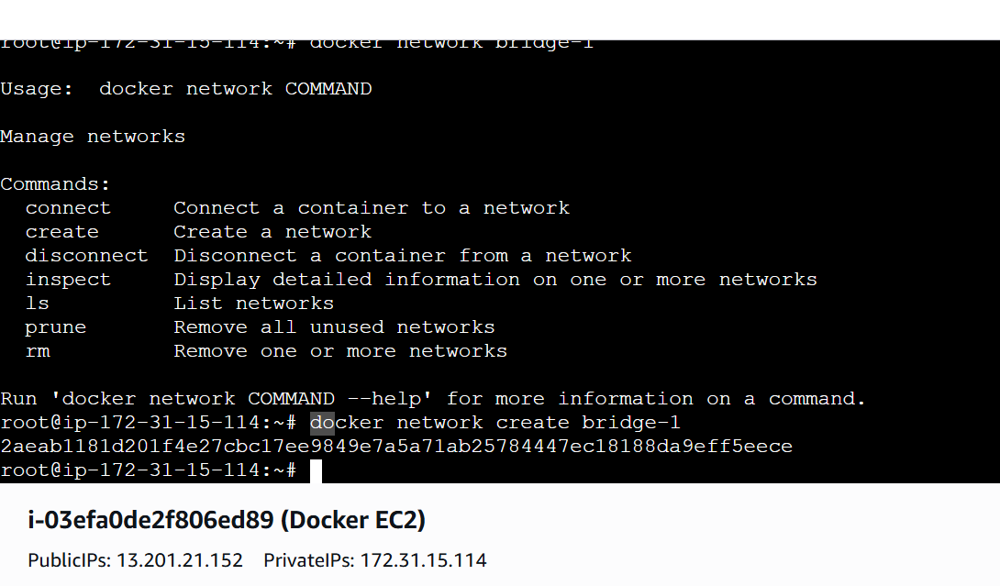 root@ip-172-31-15-114:~# docker network bridge-1
Usage:  docker network COMMAND
Manage networks
Commands:
  connect     Connect a container to a network
  create      Create a network
  disconnect  Disconnect a container from a network
  inspect     Display detailed information on one or more networks
  ls          List networks
  prune       Remove all unused networks
  rm          Remove one or more networks
Run 'docker network COMMAND --help' for more information on a command.
root@ip-172-31-15-114:~# docker network create bridge-1
2aeab1181d201f4e27cbc17ee9849e7a5a71ab25784447ec18188da9eff5eece
root@ip-172-31-15-114:~#
i-03efa0de2f806ed89 (Docker EC2)
PublicIPs: 13.201.21.152    PrivateIPs: 172.31.15.114